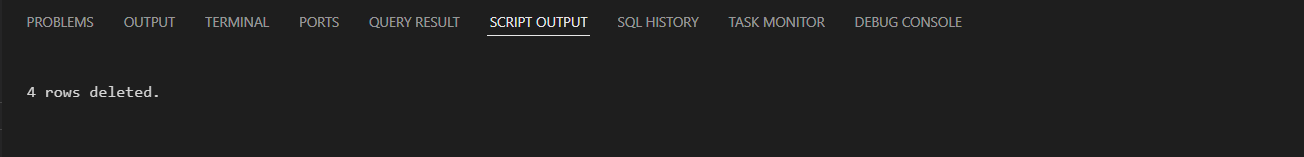 PROBLEMS OUTPUT TERMINAL PORTS QUERY RESULT SCRIPT OUTPUT SQL HISTORY TASK MONITOR DEBUG CONSOLE
4 rows deleted.